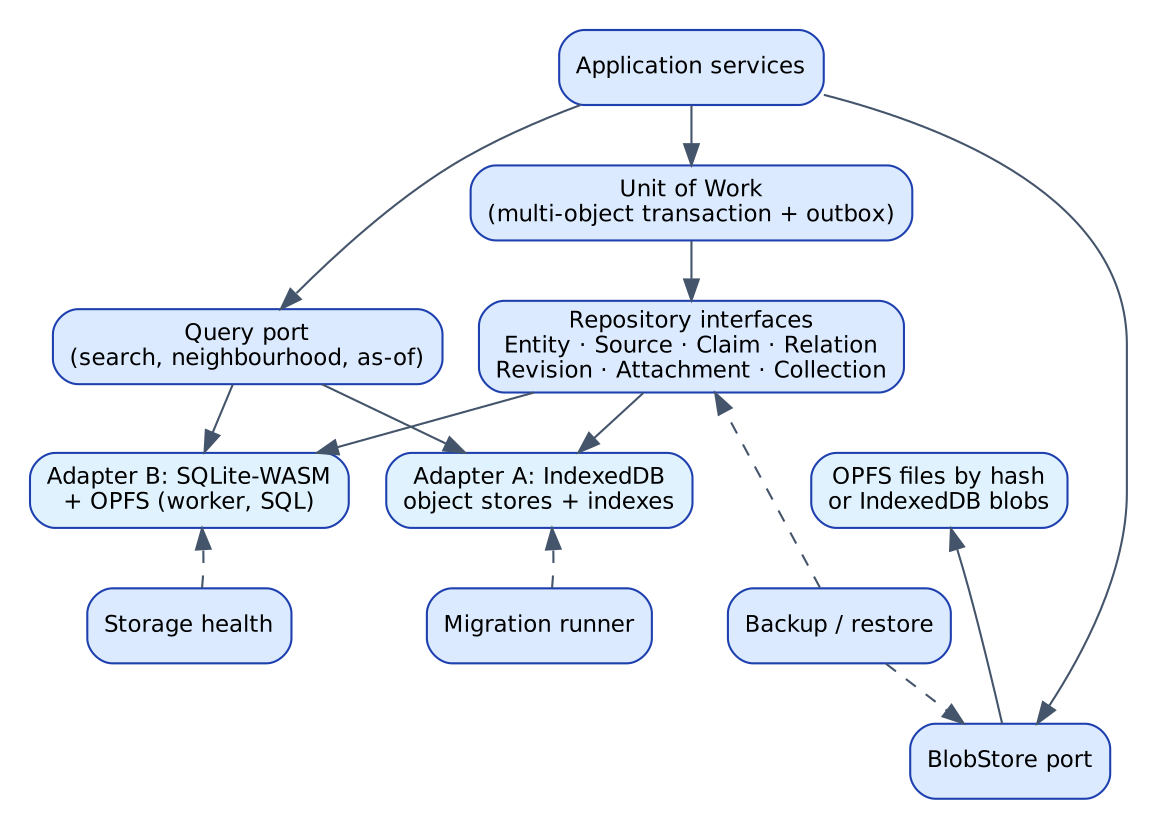 Application services
Unit of Work
(multi-object transaction + outbox)
Query port
(search, neighbourhood, as-of)
Repository interfaces
Entity · Source · Claim · Relation
Revision · Attachment · Collection
Adapter B: SQLite-WASM
+ OPFS (worker, SQL)
Adapter A: IndexedDB
object stores + indexes
OPFS files by hash
or IndexedDB blobs
Storage health
Migration runner
Backup / restore
BlobStore port